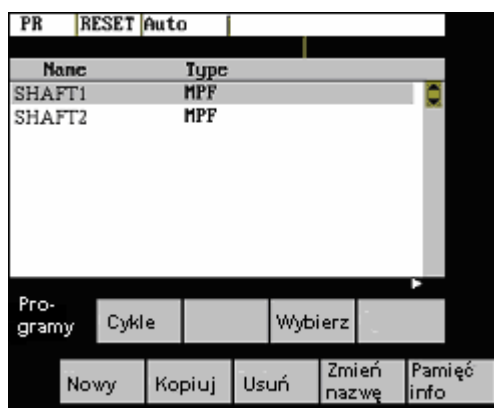 PR RESET Auto
Name Type
SHAFT1 MPF
SHAFT2 MPF
Pro-
gramy Cykle Wybierz
Nowy Kopiuj Usuń Zmień nazwę Pamięć info